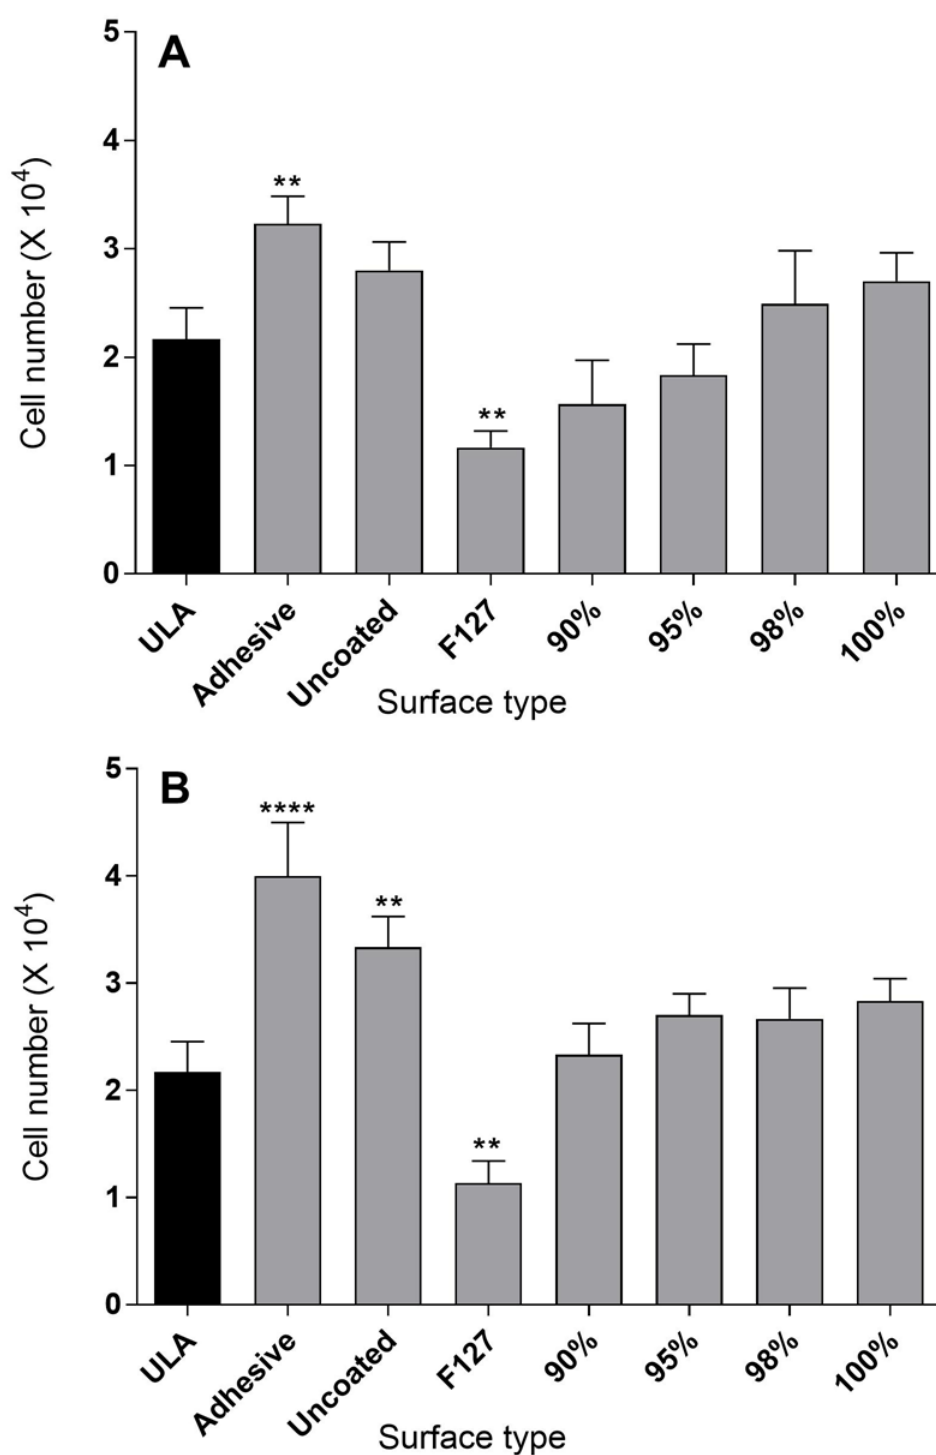 A
Cell number (X 10⁴)
5
4
3
2
1
0
**
**
ULA
Adhesive
Uncoated
F127
90%
95%
98%
100%
Surface type
B
Cell number (X 10⁴)
5
4
3
2
1
0
****
**
**
ULA
Adhesive
Uncoated
F127
90%
95%
98%
100%
Surface type